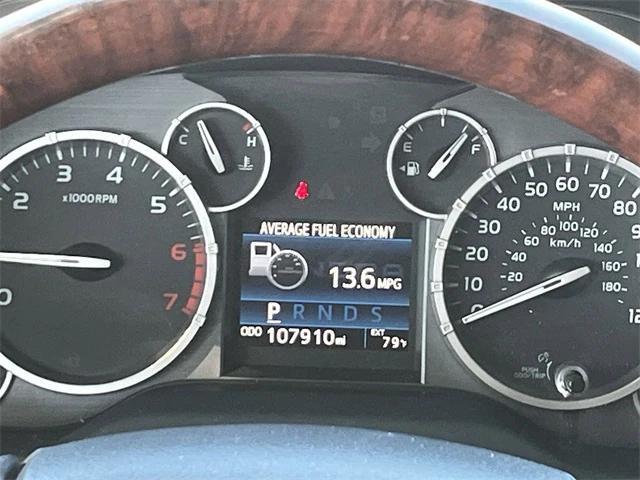 C H
E F
2 3 4 5 6 7
0
x1000RPM
AVERAGE FUEL ECONOMY
13.6 MPG
P R N D S
ODO 107910 mi EXT 79°F
0 10 20 30 40 50 60 70 80
MPH
km/h
20 40 60 80 100 120 140 160 180
PUSH
ODO/TRIP